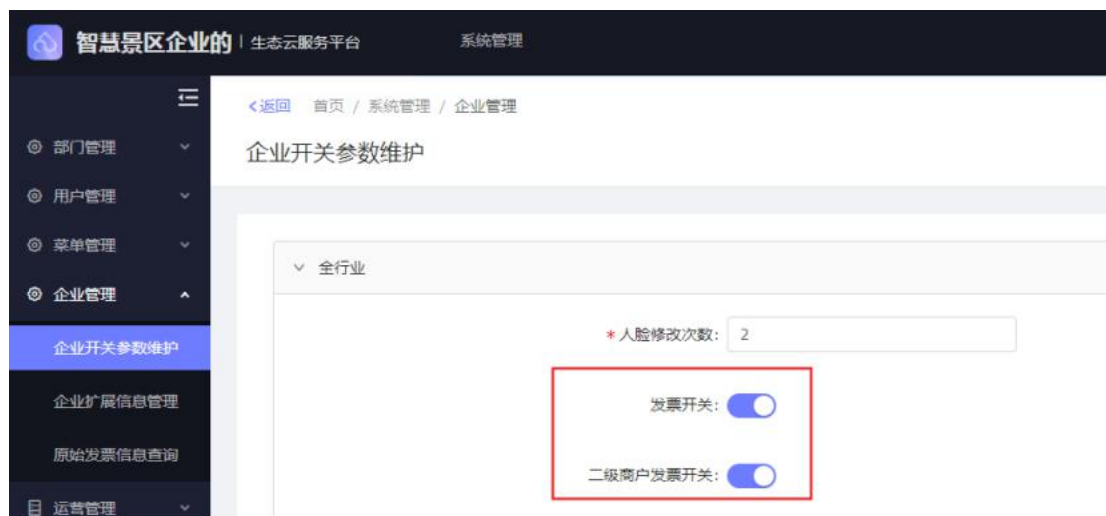 智慧景区企业的 | 生态云服务平台 系统管理
<返回 首页 / 系统管理 / 企业管理
企业开关参数维护
部门管理
用户管理
菜单管理
企业管理
企业开关参数维护
企业扩展信息管理
原始发票信息查询
运营管理
全行业
* 人脸修改次数: 2
发票开关:
二级商户发票开关: